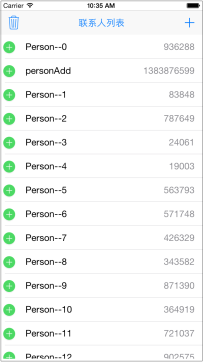 Carrier 10:35 AM
联系人列表
Person--0 936288
personAdd 1383876599
Person--1 83848
Person--2 787649
Person--3 24061
Person--4 19003
Person--5 563793
Person--6 571748
Person--7 426329
Person--8 343582
Person--9 871390
Person--10 364919
Person--11 721037
Person--12 902575